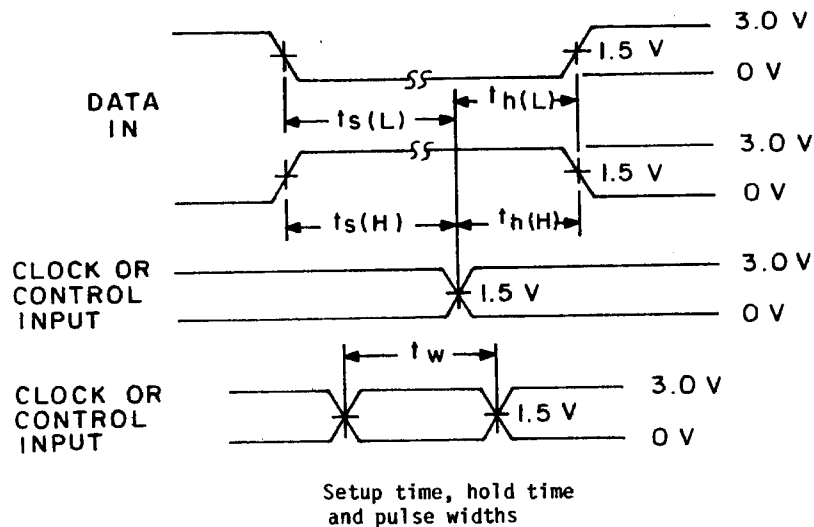 3.0 V
1.5 V
0 V
DATA
IN
ts(L)
th(L)
3.0 V
1.5 V
0 V
ts(H)
th(H)
CLOCK OR
CONTROL
INPUT
3.0 V
1.5 V
0 V
tw
CLOCK OR
CONTROL
INPUT
3.0 V
1.5 V
0 V
Setup time, hold time
and pulse widths